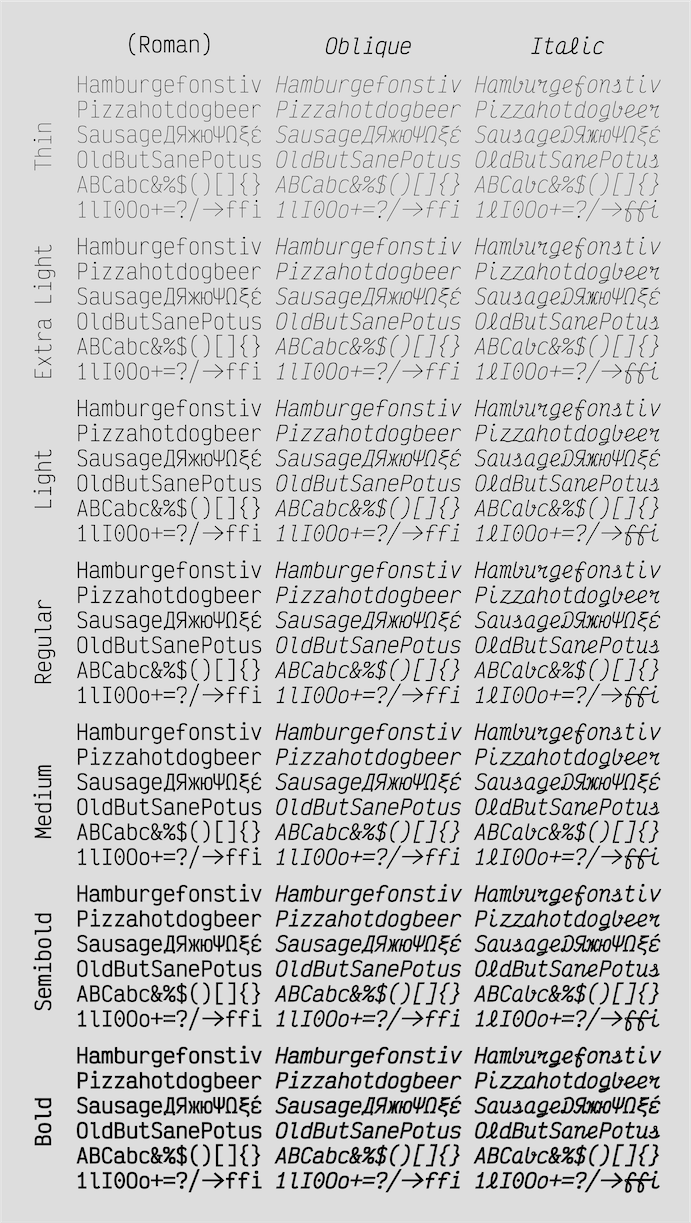 (Roman) Oblique Italic
Thin
Hamburgefonstiv Hamburgefonstiv Hamburgefonstiv
Pizzahotdogbeer Pizzahotdogbeer Pizzahotdogbeer
SausageДЯжюΨΩξέ SausageДЯжюΨΩξέ SausageДЯжюΨΩξέ
OldButSanePotus OldButSanePotus OldButSanePotus
ABCabc&%$()[]{} ABCabc&%$()[]{} ABCabc&%$()[]{}
1lI0Oo+=?/→ffi 1lI0Oo+=?/→ffi 1lI0Oo+=?/→ffi
Extra Light
Hamburgefonstiv Hamburgefonstiv Hamburgefonstiv
Pizzahotdogbeer Pizzahotdogbeer Pizzahotdogbeer
SausageДЯжюΨΩξέ SausageДЯжюΨΩξέ SausageДЯжюΨΩξέ
OldButSanePotus OldButSanePotus OldButSanePotus
ABCabc&%$()[]{} ABCabc&%$()[]{} ABCabc&%$()[]{}
1lI0Oo+=?/→ffi 1lI0Oo+=?/→ffi 1lI0Oo+=?/→ffi
Light
Hamburgefonstiv Hamburgefonstiv Hamburgefonstiv
Pizzahotdogbeer Pizzahotdogbeer Pizzahotdogbeer
SausageДЯжюΨΩξέ SausageДЯжюΨΩξέ SausageДЯжюΨΩξέ
OldButSanePotus OldButSanePotus OldButSanePotus
ABCabc&%$()[]{} ABCabc&%$()[]{} ABCabc&%$()[]{}
1lI0Oo+=?/→ffi 1lI0Oo+=?/→ffi 1lI0Oo+=?/→ffi
Regular
Hamburgefonstiv Hamburgefonstiv Hamburgefonstiv
Pizzahotdogbeer Pizzahotdogbeer Pizzahotdogbeer
SausageДЯжюΨΩξέ SausageДЯжюΨΩξέ SausageДЯжюΨΩξέ
OldButSanePotus OldButSanePotus OldButSanePotus
ABCabc&%$()[]{} ABCabc&%$()[]{} ABCabc&%$()[]{}
1lI0Oo+=?/→ffi 1lI0Oo+=?/→ffi 1lI0Oo+=?/→ffi
Medium
Hamburgefonstiv Hamburgefonstiv Hamburgefonstiv
Pizzahotdogbeer Pizzahotdogbeer Pizzahotdogbeer
SausageДЯжюΨΩξέ SausageДЯжюΨΩξέ SausageДЯжюΨΩξέ
OldButSanePotus OldButSanePotus OldButSanePotus
ABCabc&%$()[]{} ABCabc&%$()[]{} ABCabc&%$()[]{}
1lI0Oo+=?/→ffi 1lI0Oo+=?/→ffi 1lI0Oo+=?/→ffi
Semibold
Hamburgefonstiv Hamburgefonstiv Hamburgefonstiv
Pizzahotdogbeer Pizzahotdogbeer Pizzahotdogbeer
SausageДЯжюΨΩξέ SausageДЯжюΨΩξέ SausageДЯжюΨΩξέ
OldButSanePotus OldButSanePotus OldButSanePotus
ABCabc&%$()[]{} ABCabc&%$()[]{} ABCabc&%$()[]{}
1lI0Oo+=?/→ffi 1lI0Oo+=?/→ffi 1lI0Oo+=?/→ffi
Bold
Hamburgefonstiv Hamburgefonstiv Hamburgefonstiv
Pizzahotdogbeer Pizzahotdogbeer Pizzahotdogbeer
SausageДЯжюΨΩξέ SausageДЯжюΨΩξέ SausageДЯжюΨΩξέ
OldButSanePotus OldButSanePotus OldButSanePotus
ABCabc&%$()[]{} ABCabc&%$()[]{} ABCabc&%$()[]{}
1lI0Oo+=?/→ffi 1lI0Oo+=?/→ffi 1lI0Oo+=?/→ffi